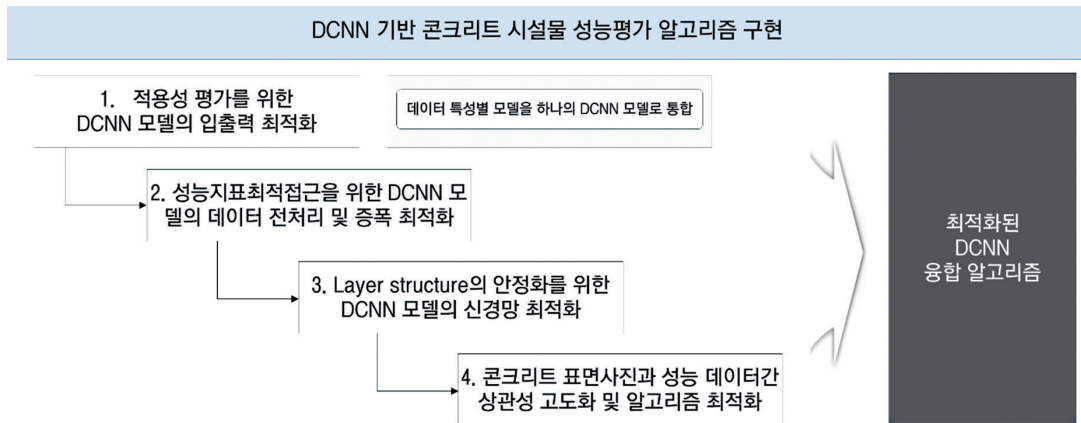 DCNN 기반 콘크리트 시설물 성능평가 알고리즘 구현
1. 적용성 평가를 위한
DCNN 모델의 입출력 최적화
데이터 특성별 모델을 하나의 DCNN 모델로 통합
2. 성능지표최적접근을 위한 DCNN 모
델의 데이터 전처리 및 증폭 최적화
3. Layer structure의 안정화를 위한
DCNN 모델의 신경망 최적화
4. 콘크리트 표면사진과 성능 데이터간
상관성 고도화 및 알고리즘 최적화
최적화된
DCNN
융합 알고리즘